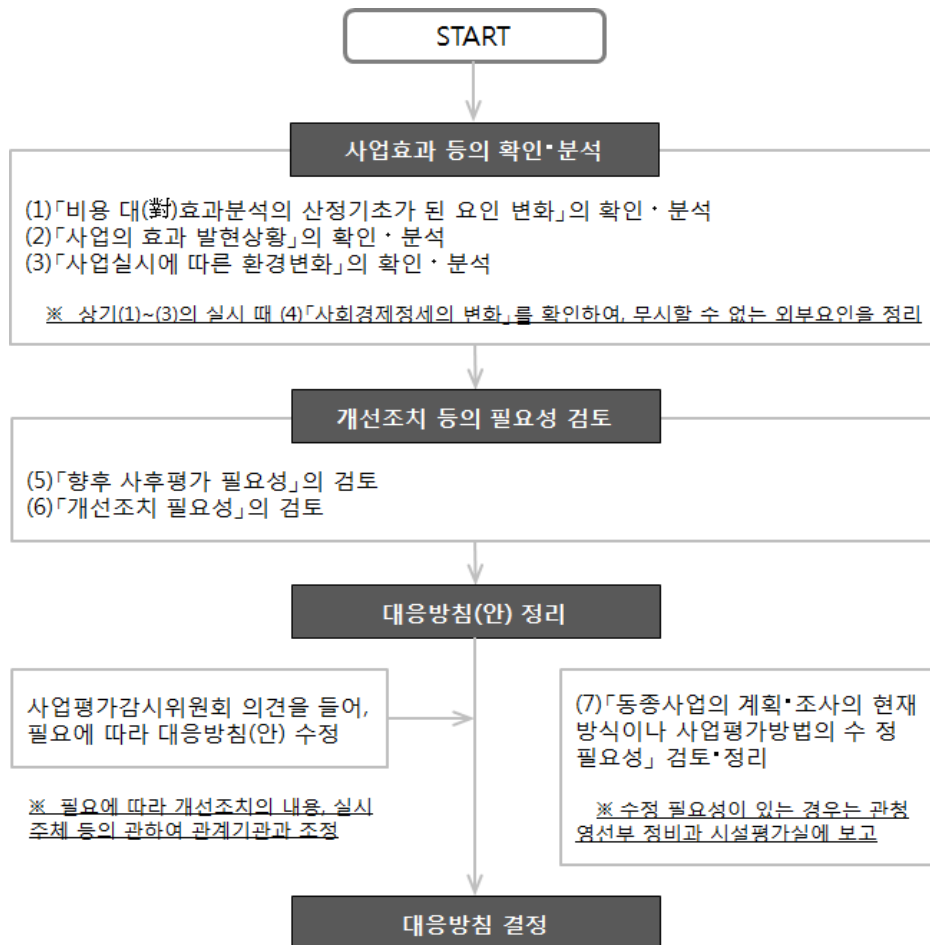 START
사업효과 등의 확인·분석
(1)「비용 대(對)효과분석의 산정기초가 된 요인 변화」의 확인·분석
(2)「사업의 효과 발현상황」의 확인·분석
(3)「사업실시에 따른 환경변화」의 확인·분석
※ 상기(1)~(3)의 실시 때 (4)「사회경제정세의 변화」를 확인하여, 무시할 수 없는 외부요인을 정리
개선조치 등의 필요성 검토
(5)「향후 사후평가 필요성」의 검토
(6)「개선조치 필요성」의 검토
대응방침(안) 정리
사업평가감시위원회 의견을 들어,
필요에 따라 대응방침(안) 수정
※ 필요에 따라 개선조치의 내용, 실시
주체 등의 관하여 관계기관과 조정
(7)「동종사업의 계획·조사의 현재
방식이나 사업평가방법의 수 정
필요성」 검토·정리
※ 수정 필요성이 있는 경우는 관청
영선부 정비과 시설평가실에 보고
대응방침 결정